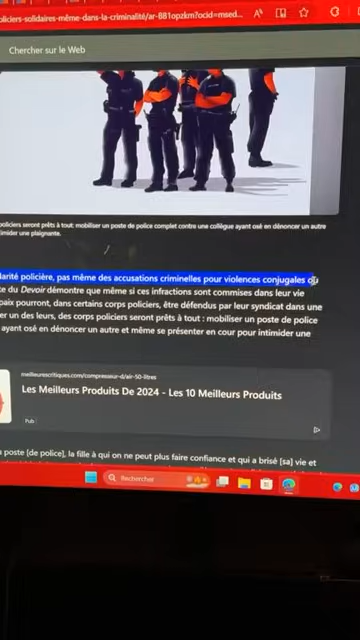 oliciers-solidaires-même-dans-la-criminalité/ar-BB1opzkm?ocid=msed...
Chercher sur le Web
policiers seront prêts à tout: mobiliser un poste de police complet contre une collègue ayant osé en dénoncer un autre
timider une plaignante.
larité policière, pas même des accusations criminelles pour violences conjugales ou
te du Devoir démontre que même si ces infractions sont commises dans leur vie
paix pourront, dans certains corps policiers, être défendus par leur syndicat dans une
er un des leurs, des corps policiers seront prêts à tout : mobiliser un poste de police
ayant osé en dénoncer un autre et même se présenter en cour pour intimider une
meilleurescritiques.com/compresseur-d/air-50-litres
Les Meilleurs Produits De 2024 - Les 10 Meilleurs Produits
Pub
poste [de police], la fille à qui on ne peut plus faire confiance et qui a brisé [sa] vie et
Rechercher